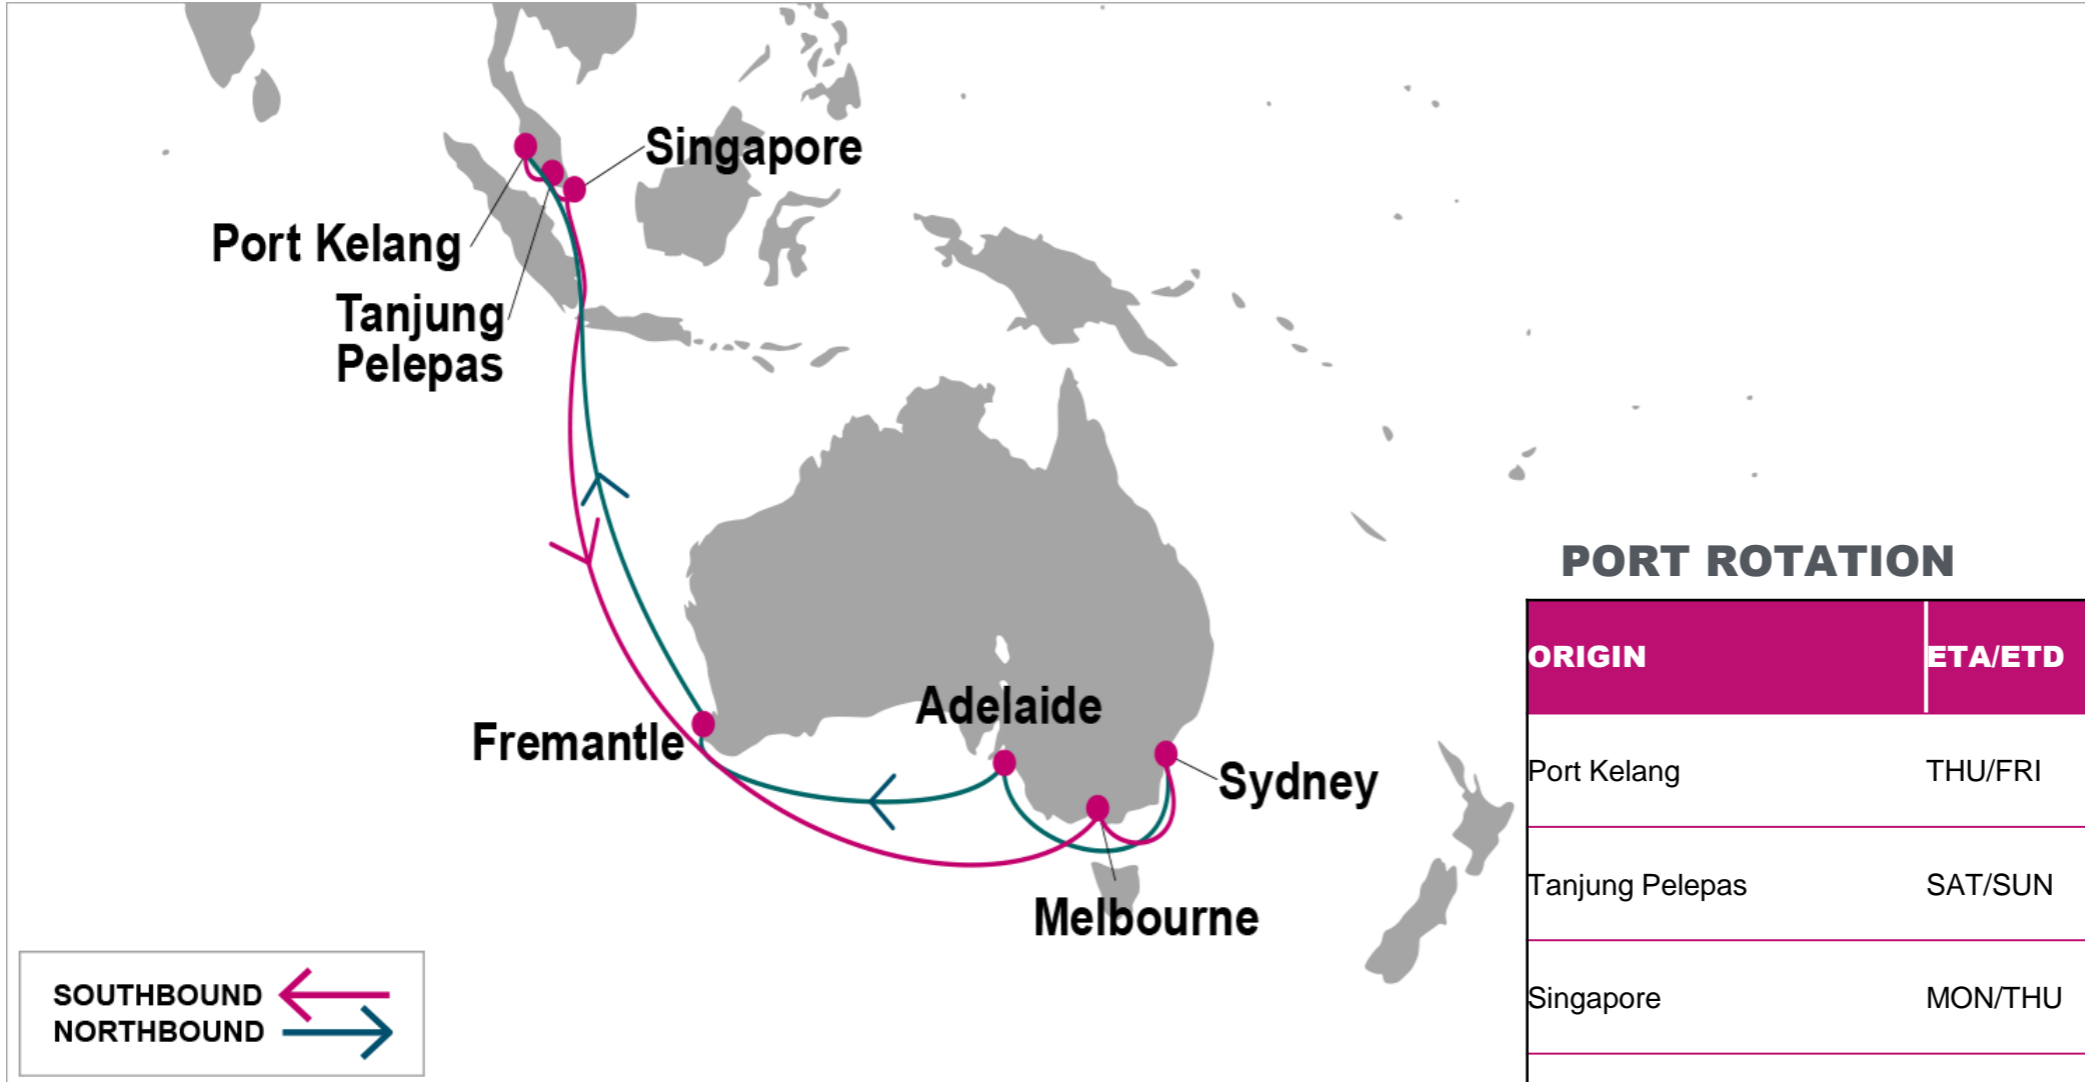 Singapore
Port Kelang
Tanjung
Pelepas
Fremantle
Adelaide
Sydney
Melbourne
SOUTHBOUND
NORTHBOUND
PORT ROTATION
ORIGIN ETA/ETD
Port Kelang THU/FRI
Tanjung Pelepas SAT/SUN
Singapore MON/THU